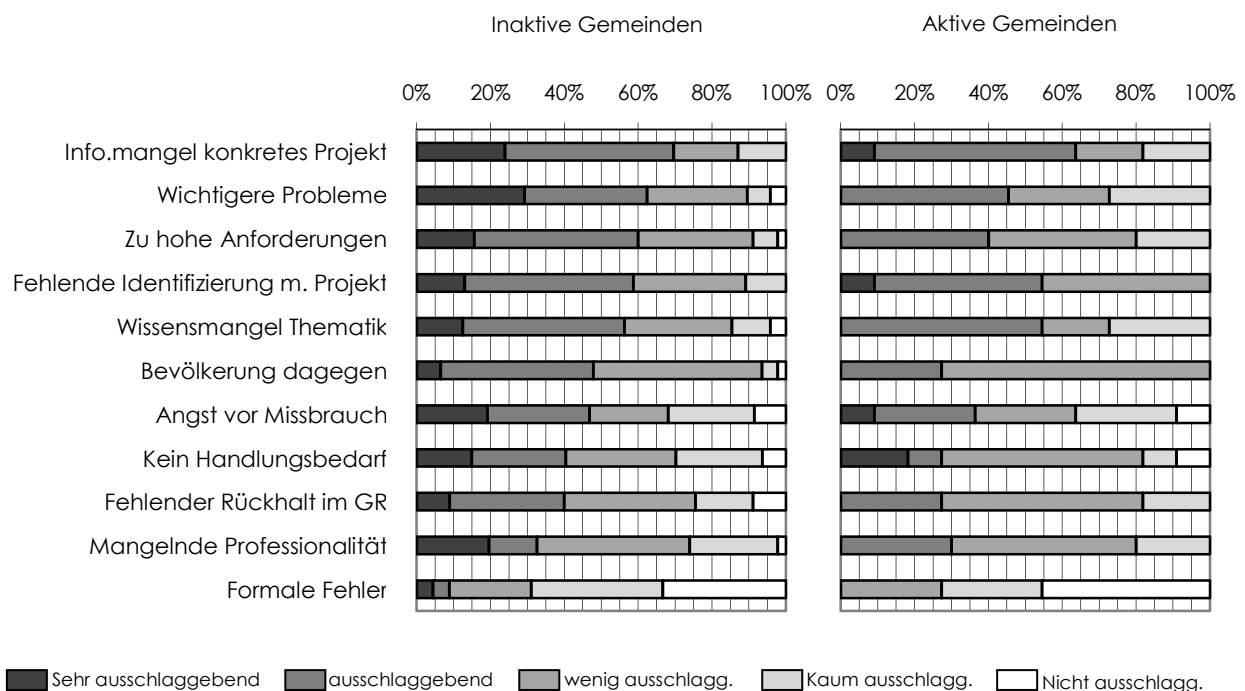 Inaktive Gemeinden Aktive Gemeinden
0% 20% 40% 60% 80% 100% 0% 20% 40% 60% 80% 100%
Info.mangel konkretes Projekt
Wichtigere Probleme
Zu hohe Anforderungen
Fehlende Identifizierung m. Projekt
Wissensmangel Thematik
Bevölkerung dagegen
Angst vor Missbrauch
Kein Handlungsbedarf
Fehlender Rückhalt im GR
Mangelnde Professionalität
Formale Fehler
Sehr ausschlaggebend ausschlaggebend wenig ausschlagg. Kaum ausschlagg. Nicht ausschlagg.